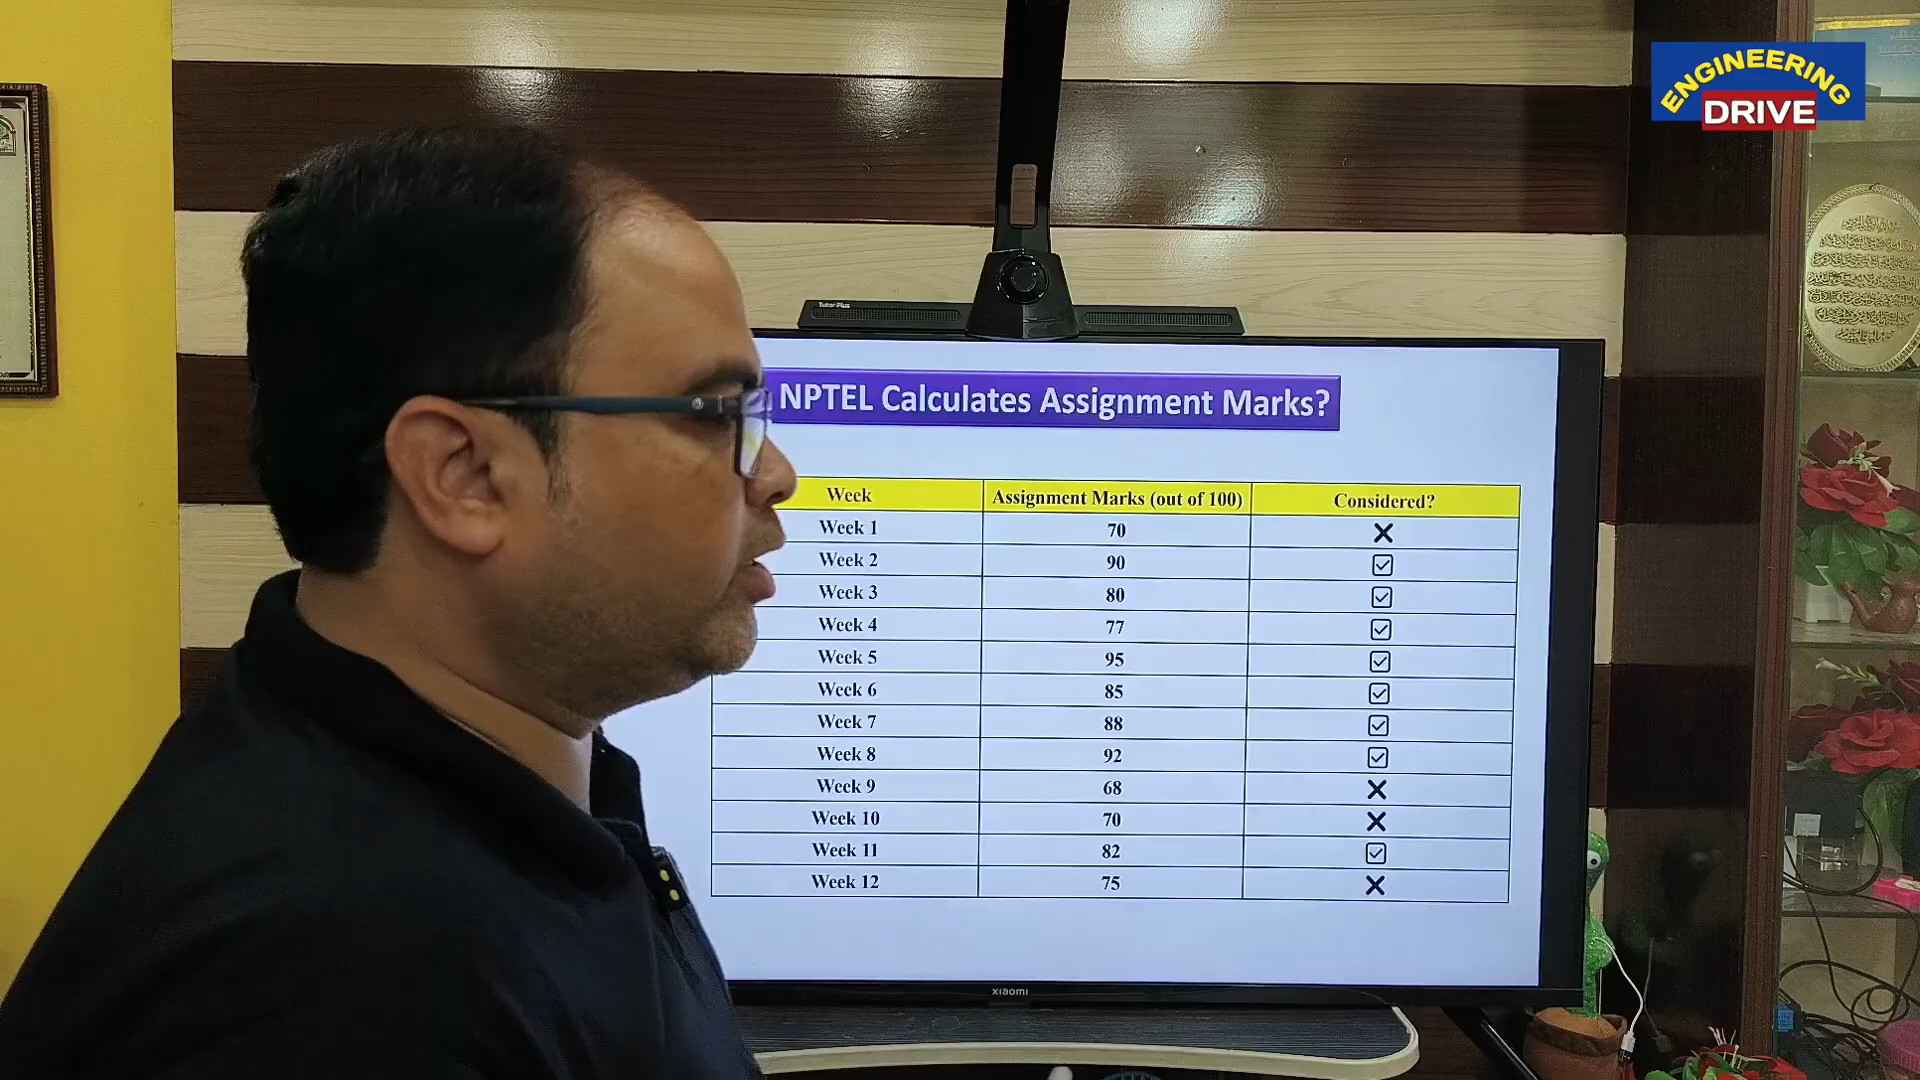 ENGINEERING
DRIVE
Tutor Plus
NPTEL Calculates Assignment Marks?
Week Assignment Marks (out of 100) Considered?
Week 1 70 ❌
Week 2 90 ☑
Week 3 80 ☑
Week 4 77 ☑
Week 5 95 ☑
Week 6 85 ☑
Week 7 88 ☑
Week 8 92 ☑
Week 9 68 ❌
Week 10 70 ❌
Week 11 82 ☑
Week 12 75 ❌
xiaomi